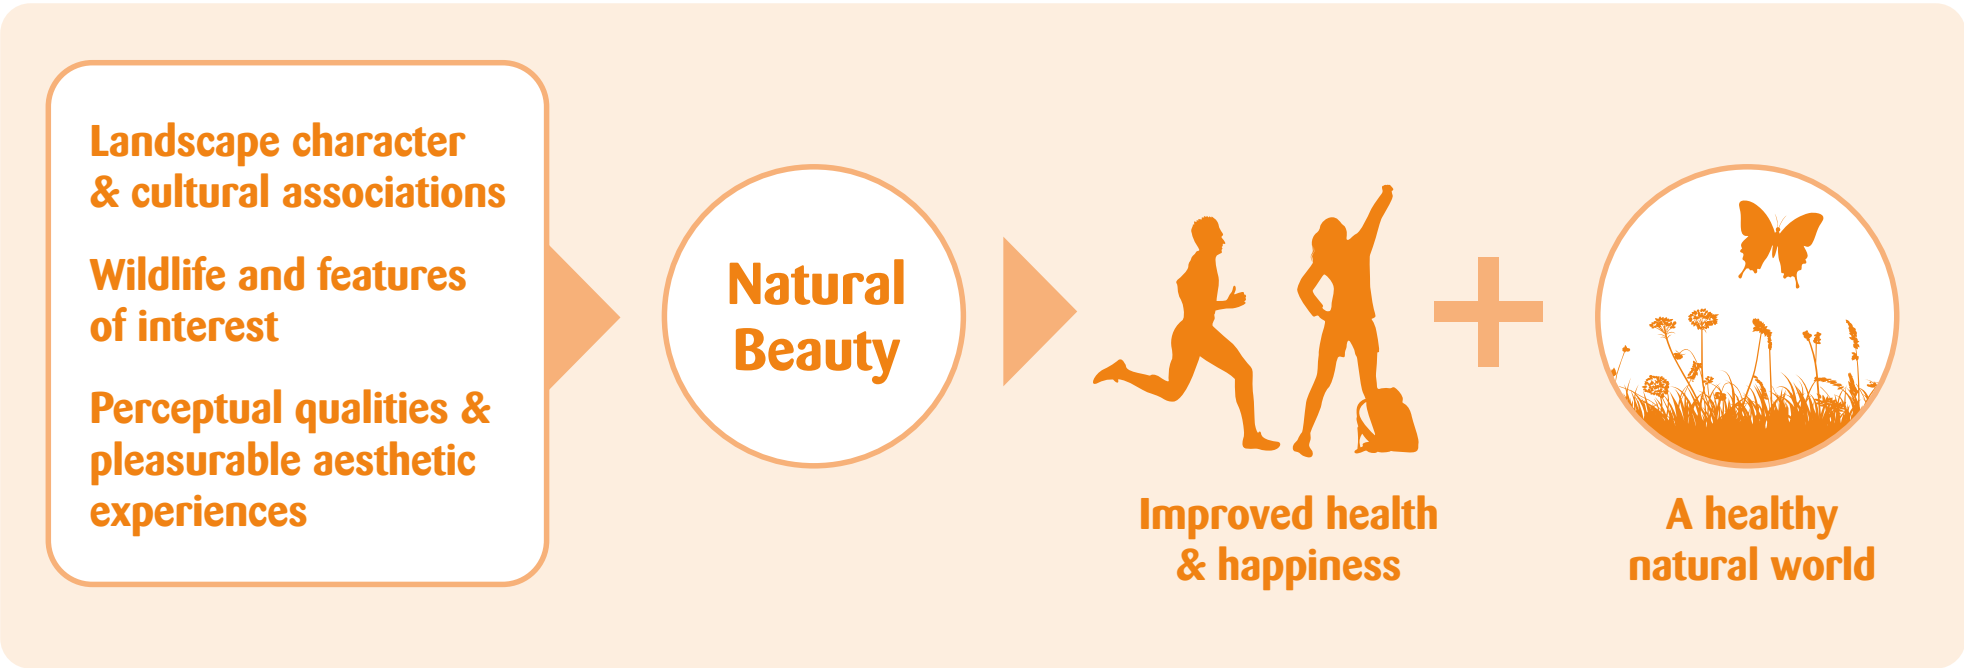 Landscape character
& cultural associations
Wildlife and features
of interest
Perceptual qualities &
pleasurable aesthetic
experiences
Natural
Beauty
Improved health
& happiness
A healthy
natural world